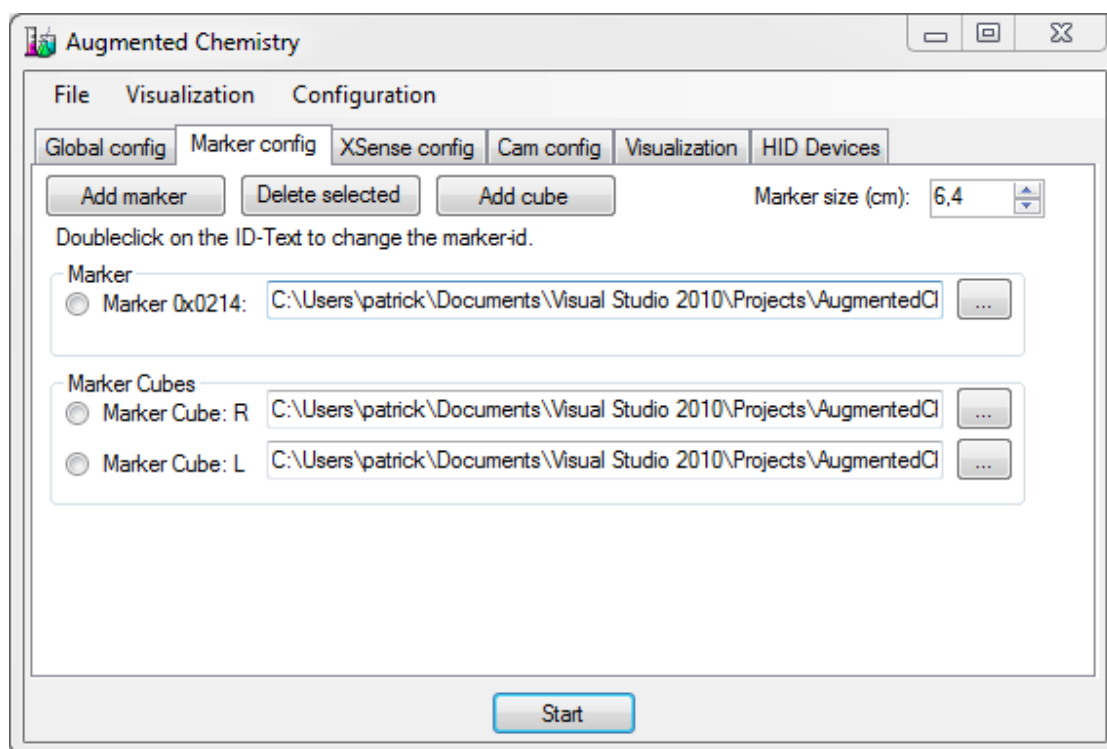 Augmented Chemistry
File Visualization Configuration
Global config Marker config XSense config Cam config Visualization HID Devices
Add marker Delete selected Add cube Marker size (cm): 6,4
Doubleclick on the ID-Text to change the marker-id.
Marker
Marker 0x0214: C:\Users\patrick\Documents\Visual Studio 2010\Projects\AugmentedCl ...
Marker Cubes
Marker Cube: R C:\Users\patrick\Documents\Visual Studio 2010\Projects\AugmentedCl ...
Marker Cube: L C:\Users\patrick\Documents\Visual Studio 2010\Projects\AugmentedCl ...
Start